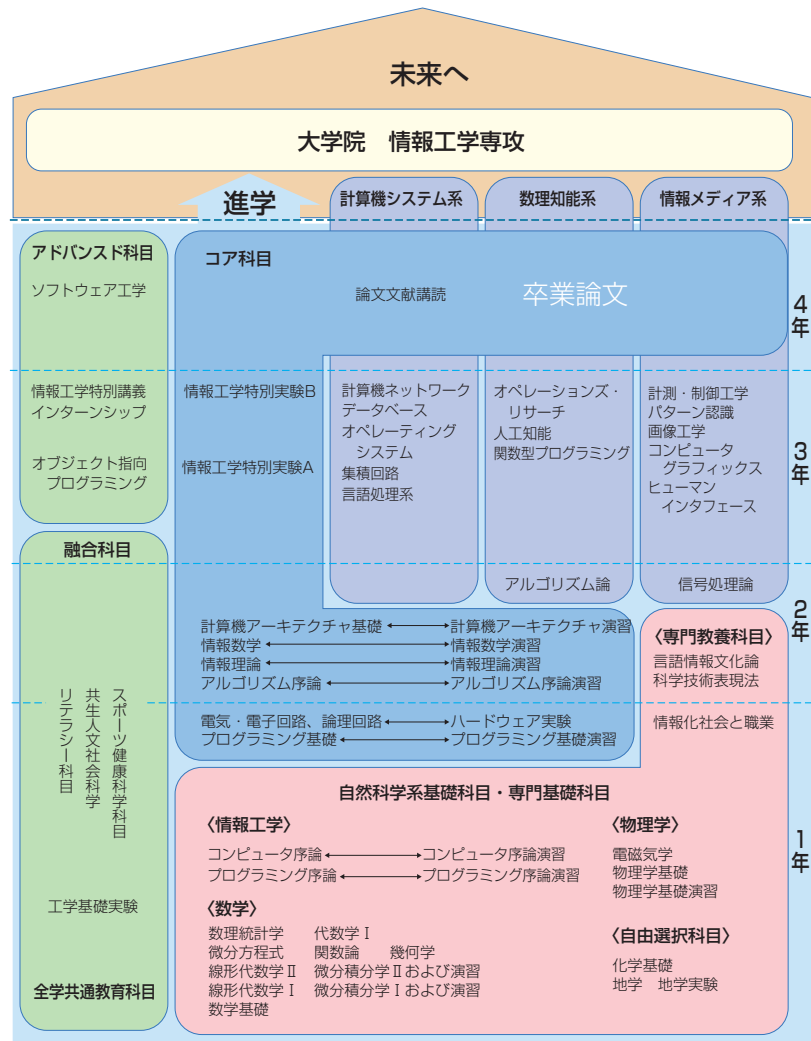 未来へ
大学院 情報工学専攻
進学
計算機システム系
数理知能系
情報メディア系
アドバンスド科目
ソフトウェア工学
情報工学特別講義
インターンシップ
オブジェクト指向
プログラミング
コア科目
論文文献講読
卒業論文
情報工学特別実験B
情報工学特別実験A
計算機ネットワーク
データベース
オペレーティング
システム
集積回路
言語処理系
オペレーションズ・
リサーチ
人工知能
関数型プログラミング
アルゴリズム論
計測・制御工学
パターン認識
画像工学
コンピュータ
グラフィックス
ヒューマン
インタフェース
信号処理論
4年
3年
2年
1年
融合科目
スポーツ健康科学科目
共生人文社会科学
リテラシー科目
工学基礎実験
全学共通教育科目
計算機アーキテクチャ基礎 計算機アーキテクチャ演習
情報数学 情報数学演習
情報理論 情報理論演習
アルゴリズム序論 アルゴリズム序論演習
電気・電子回路、論理回路 ハードウェア実験
プログラミング基礎 プログラミング基礎演習
〈専門教養科目〉
言語情報文化論
科学技術表現法
情報化社会と職業
自然科学系基礎科目・専門基礎科目
〈情報工学〉
コンピュータ序論 コンピュータ序論演習
プログラミング序論 プログラミング序論演習
〈数学〉
数理統計学 代数学Ⅰ
微分方程式 関数論 幾何学
線形代数学Ⅱ 微分積分学Ⅱおよび演習
線形代数学Ⅰ 微分積分学Ⅰおよび演習
数学基礎
〈物理学〉
電磁気学
物理学基礎
物理学基礎演習
〈自由選択科目〉
化学基礎
地学 地学実験